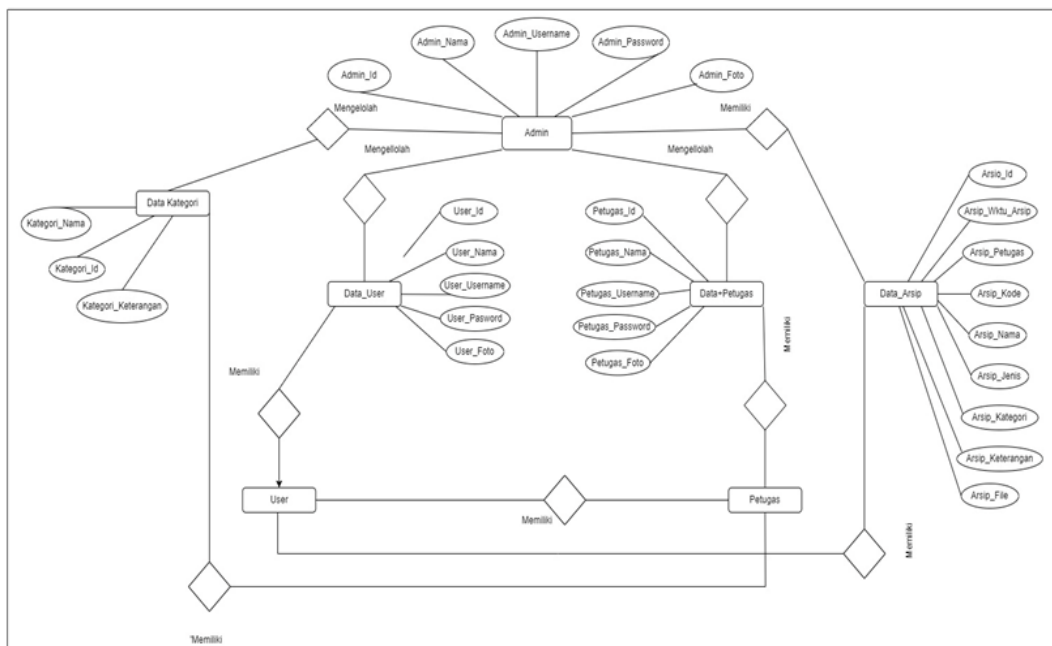 Admin_Username
Admin_Nama
Admin_Password
Admin_Id
Admin_Foto
Mengelolah
Memiliki
Admin
Mengellolah
Mengellolah
Data Kategori
Kategori_Nama
Kategori_Id
Kategori_Keterangan
User_Id
User_Nama
Data_User
User_Username
User_Pasword
User_Foto
Petugas_Id
Petugas_Nama
Petugas_Username
Data+Petugas
Petugas_Password
Petugas_Foto
Arsio_Id
Arsip_Wktu_Arsip
Arsip_Petugas
Data_Arsip
Arsip_Kode
Arsip_Nama
Arsip_Jenis
Arsip_Kategori
Arsip_Keterangan
Arsip_File
Memiliki
Memiliki
User
Memiliki
Petugas
Memiliki
'Memiliki